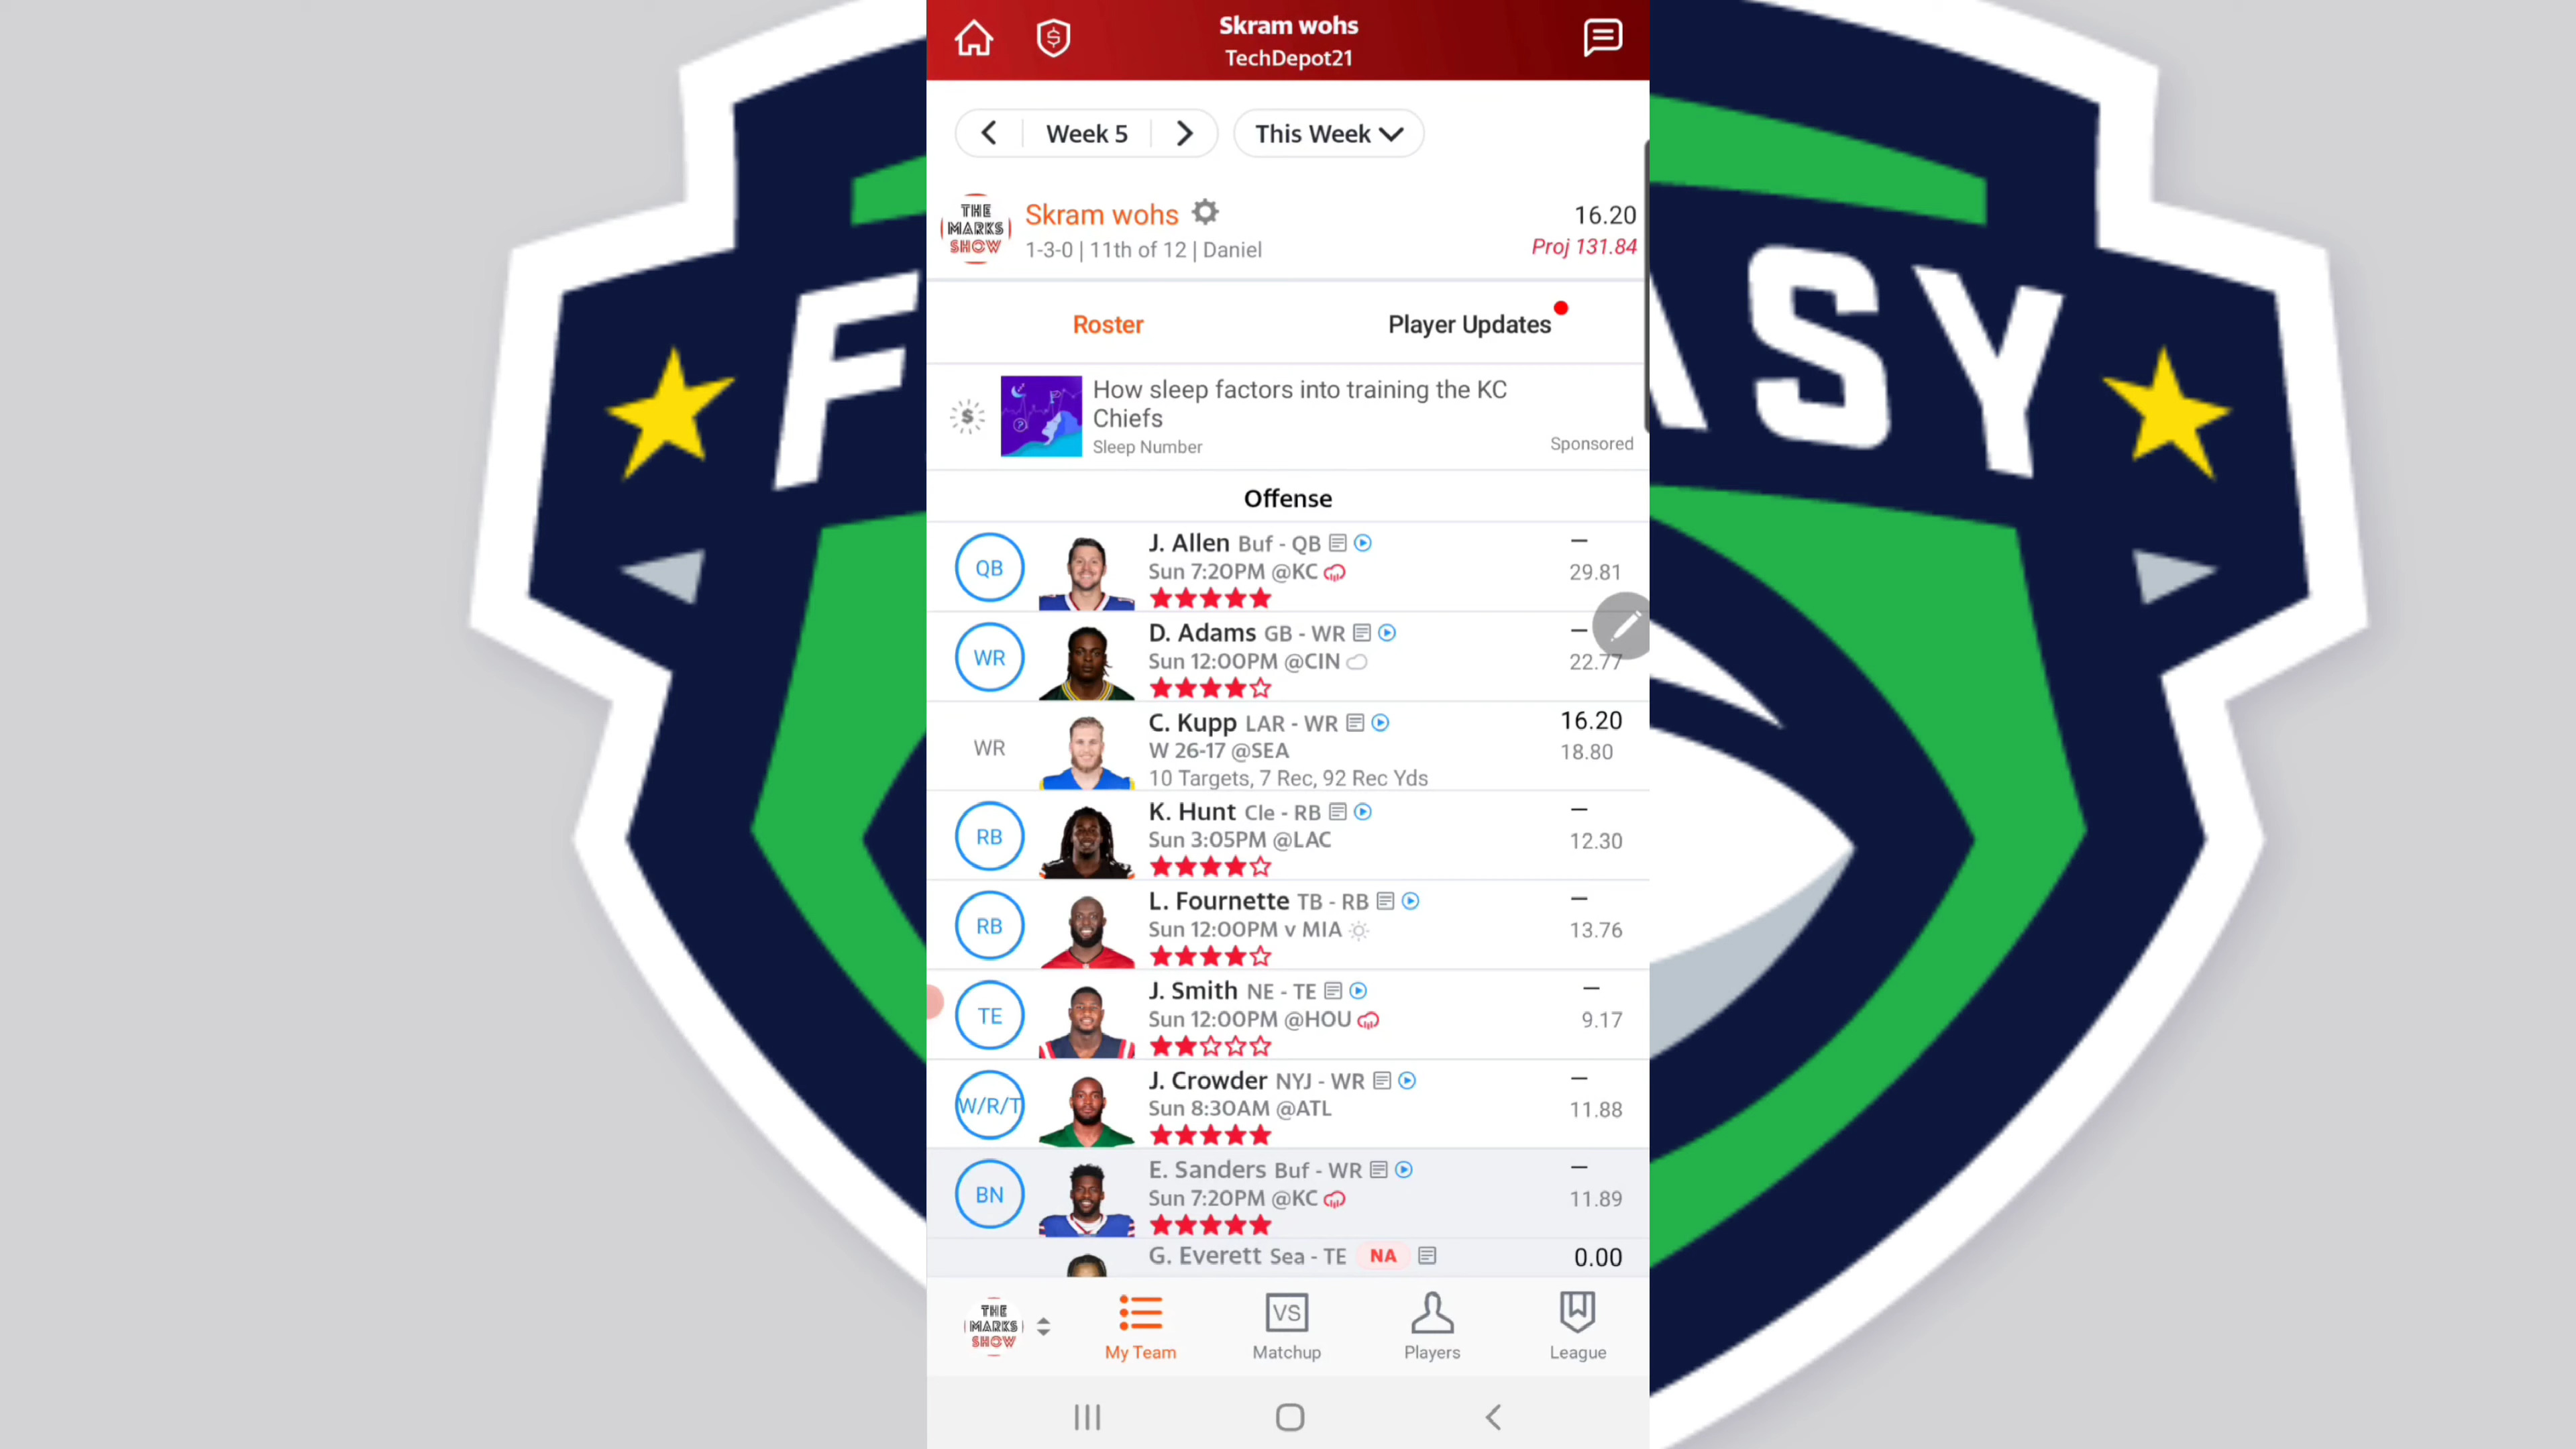 Skram wohs
TechDepot21
Week 5
This Week
THE
MARKS
SHOW
Skram wohs
1-3-0 | 11th of 12 | Daniel
16.20
Proj 131.84
Roster
Player Updates
How sleep factors into training the KC
Chiefs
Sleep Number
Sponsored
Offense
QB
J. Allen Buf - QB
Sun 7:20PM @KC
–
29.81
WR
D. Adams GB - WR
Sun 12:00PM @CIN
–
22.77
WR
C. Kupp LAR - WR
W 26-17 @SEA
10 Targets, 7 Rec, 92 Rec Yds
16.20
18.80
RB
K. Hunt Cle - RB
Sun 3:05PM @LAC
–
12.30
RB
L. Fournette TB - RB
Sun 12:00PM v MIA
–
13.76
TE
J. Smith NE - TE
Sun 12:00PM @HOU
–
9.17
W/R/T
J. Crowder NYJ - WR
Sun 8:30AM @ATL
–
11.88
BN
E. Sanders Buf - WR
Sun 7:20PM @KC
–
11.89
G. Everett Sea - TE NA
0.00
THE
MARKS
SHOW
My Team
VS
Matchup
Players
League
F
ASY